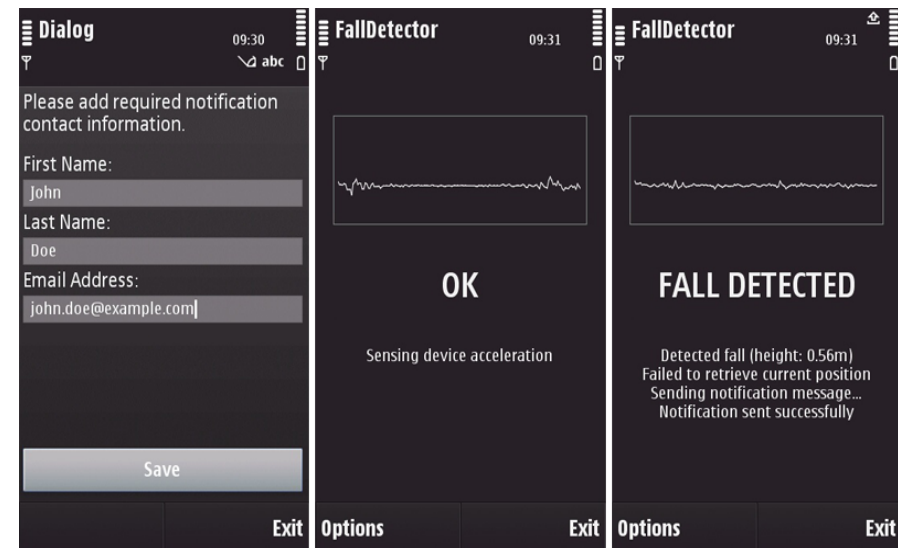 Dialog
09:30
abc
Please add required notification
contact information.
First Name:
John
Last Name:
Doe
Email Address:
john.doe@example.com
Save
Exit
FallDetector
09:31
OK
Sensing device acceleration
Options
Exit
FallDetector
09:31
FALL DETECTED
Detected fall (height: 0.56m)
Failed to retrieve current position
Sending notification message...
Notification sent successfully
Options
Exit